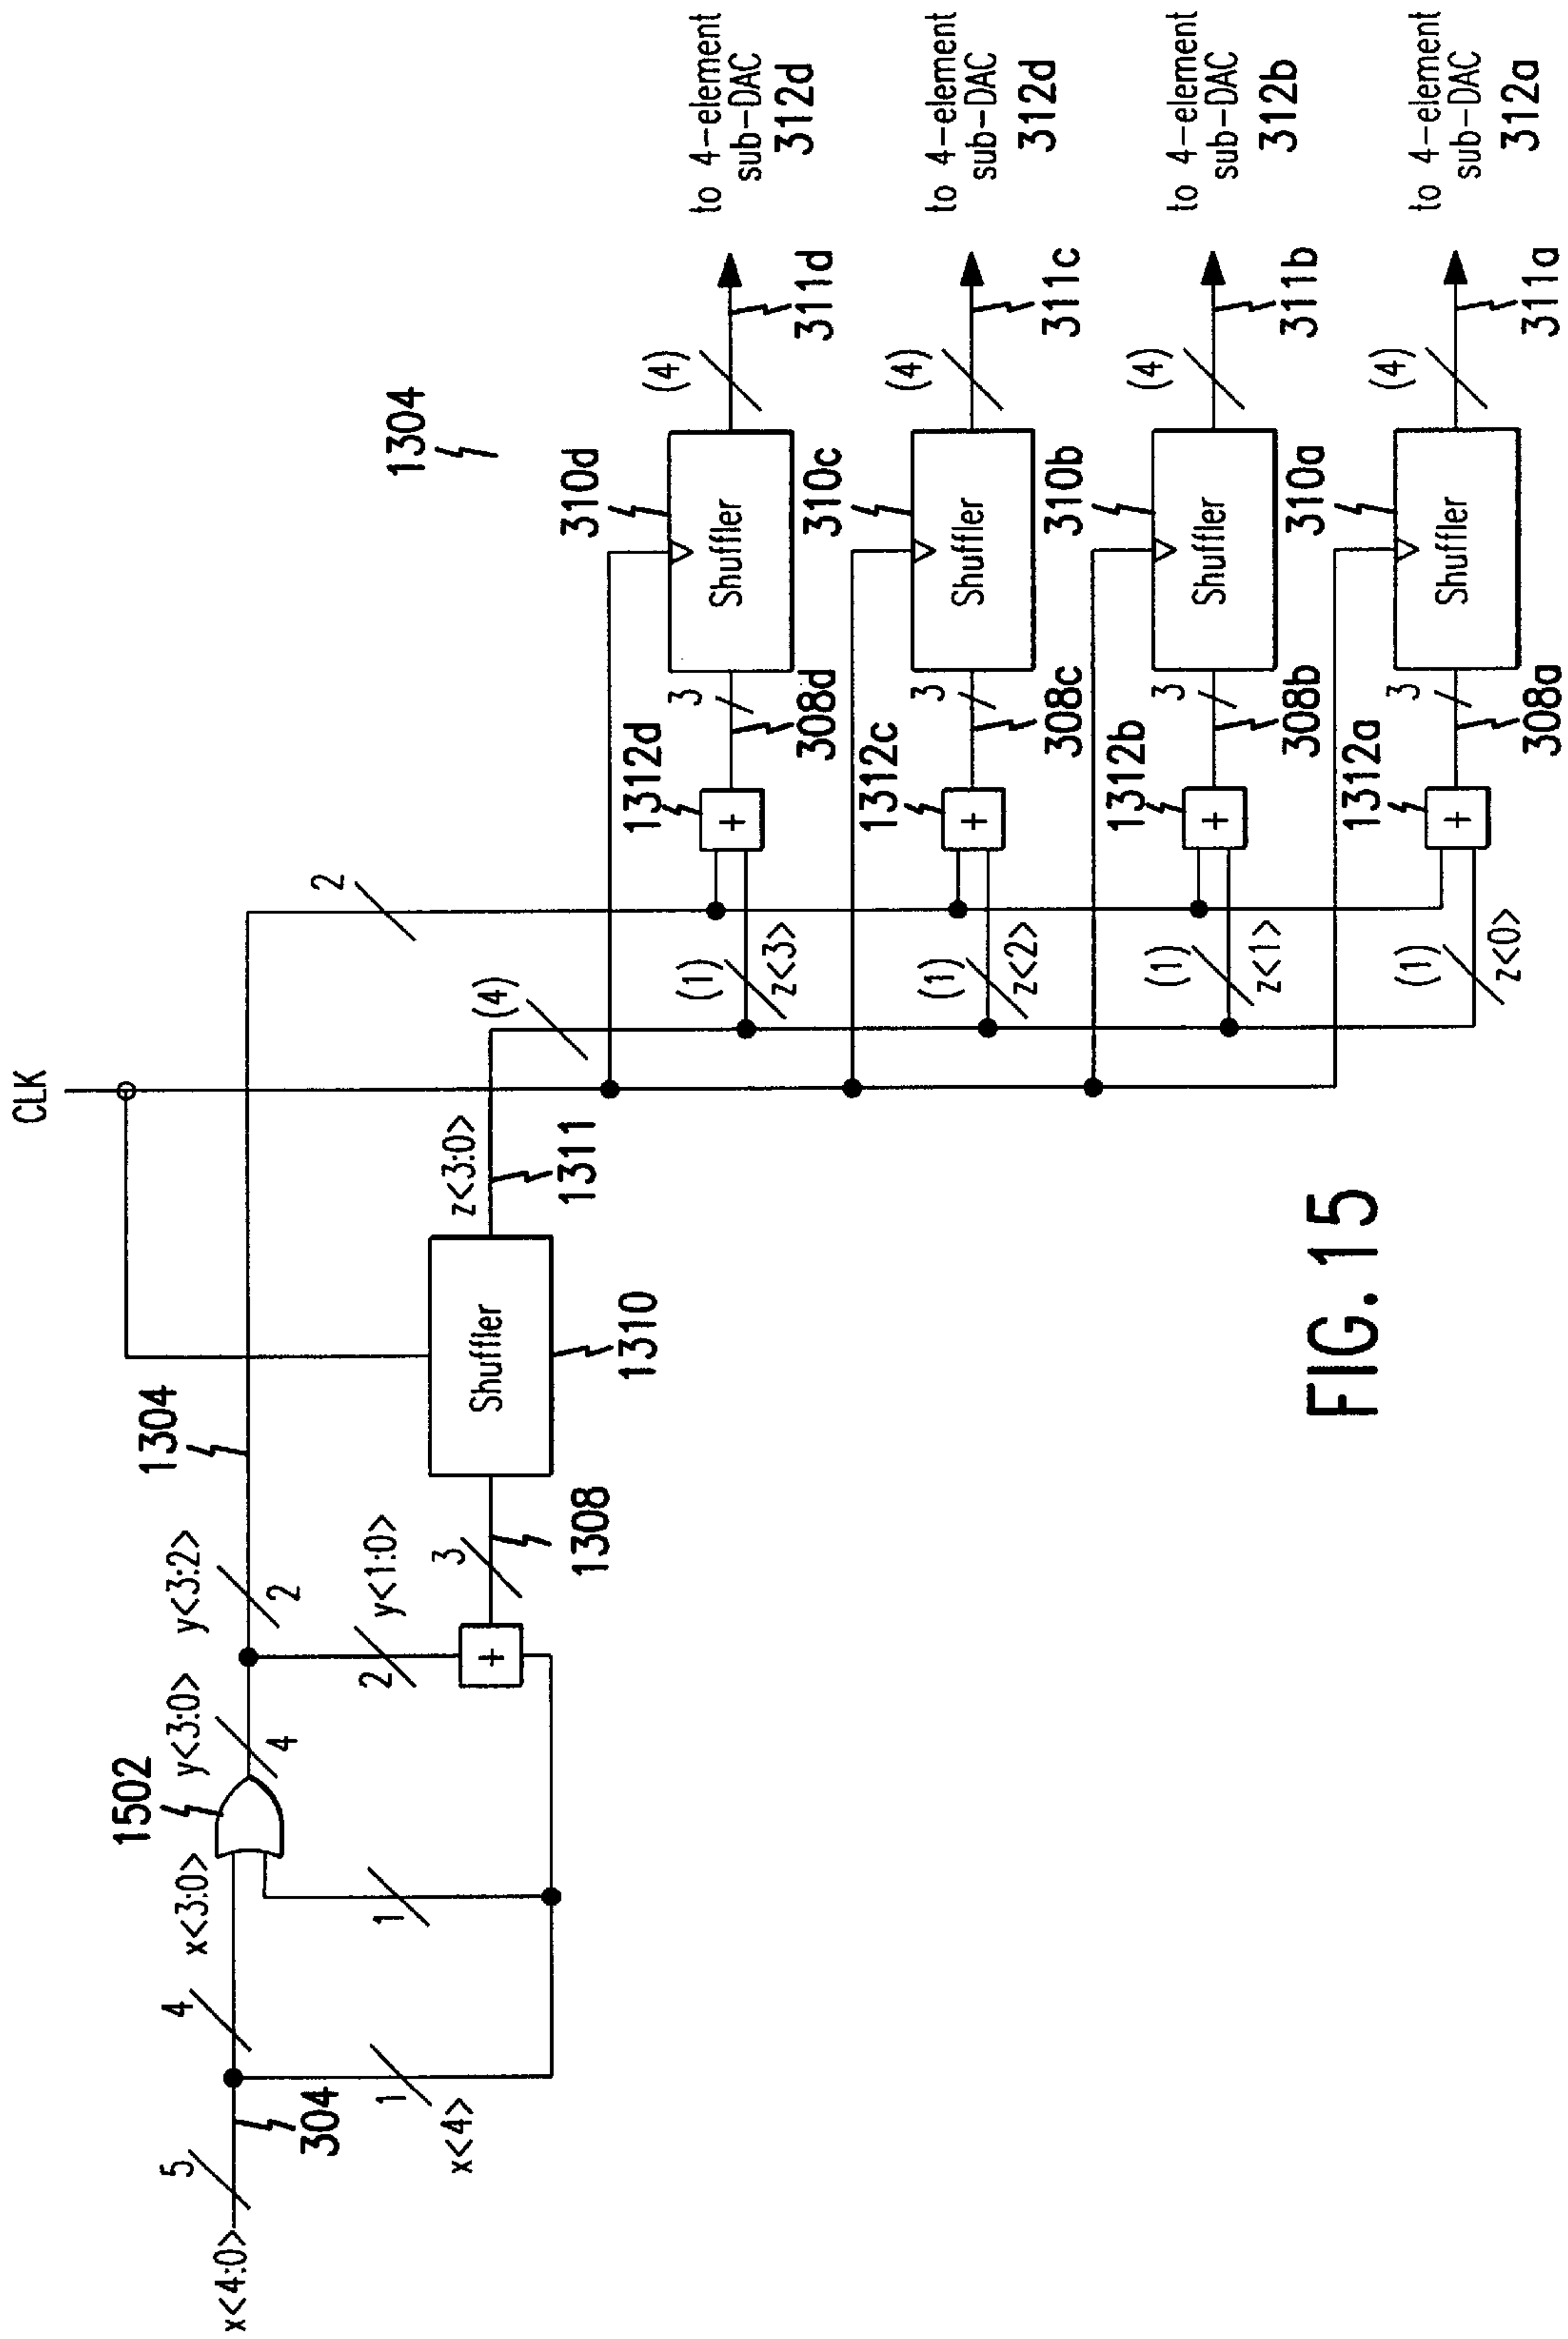 CLK
x<4:0>
5
304
4
x<3:0>
1
x<4>
1
1502
y<3:0>
4
y<3:2>
2
1304
2
y<1:0>
+
3
1308
Shuffler
1310
z<3:0>
1311
(4)
2
1304
(1)
z<3>
1312d
+
3
308d
310d
Shuffler
(4)
311d
to 4-element
sub-DAC
312d
(1)
z<2>
1312c
+
3
308c
310c
Shuffler
(4)
311c
to 4-element
sub-DAC
312d
(1)
z<1>
1312b
+
3
308b
310b
Shuffler
(4)
311b
to 4-element
sub-DAC
312b
(1)
z<0>
1312a
+
3
308a
310a
Shuffler
(4)
311a
to 4-element
sub-DAC
312a
FIG. 15